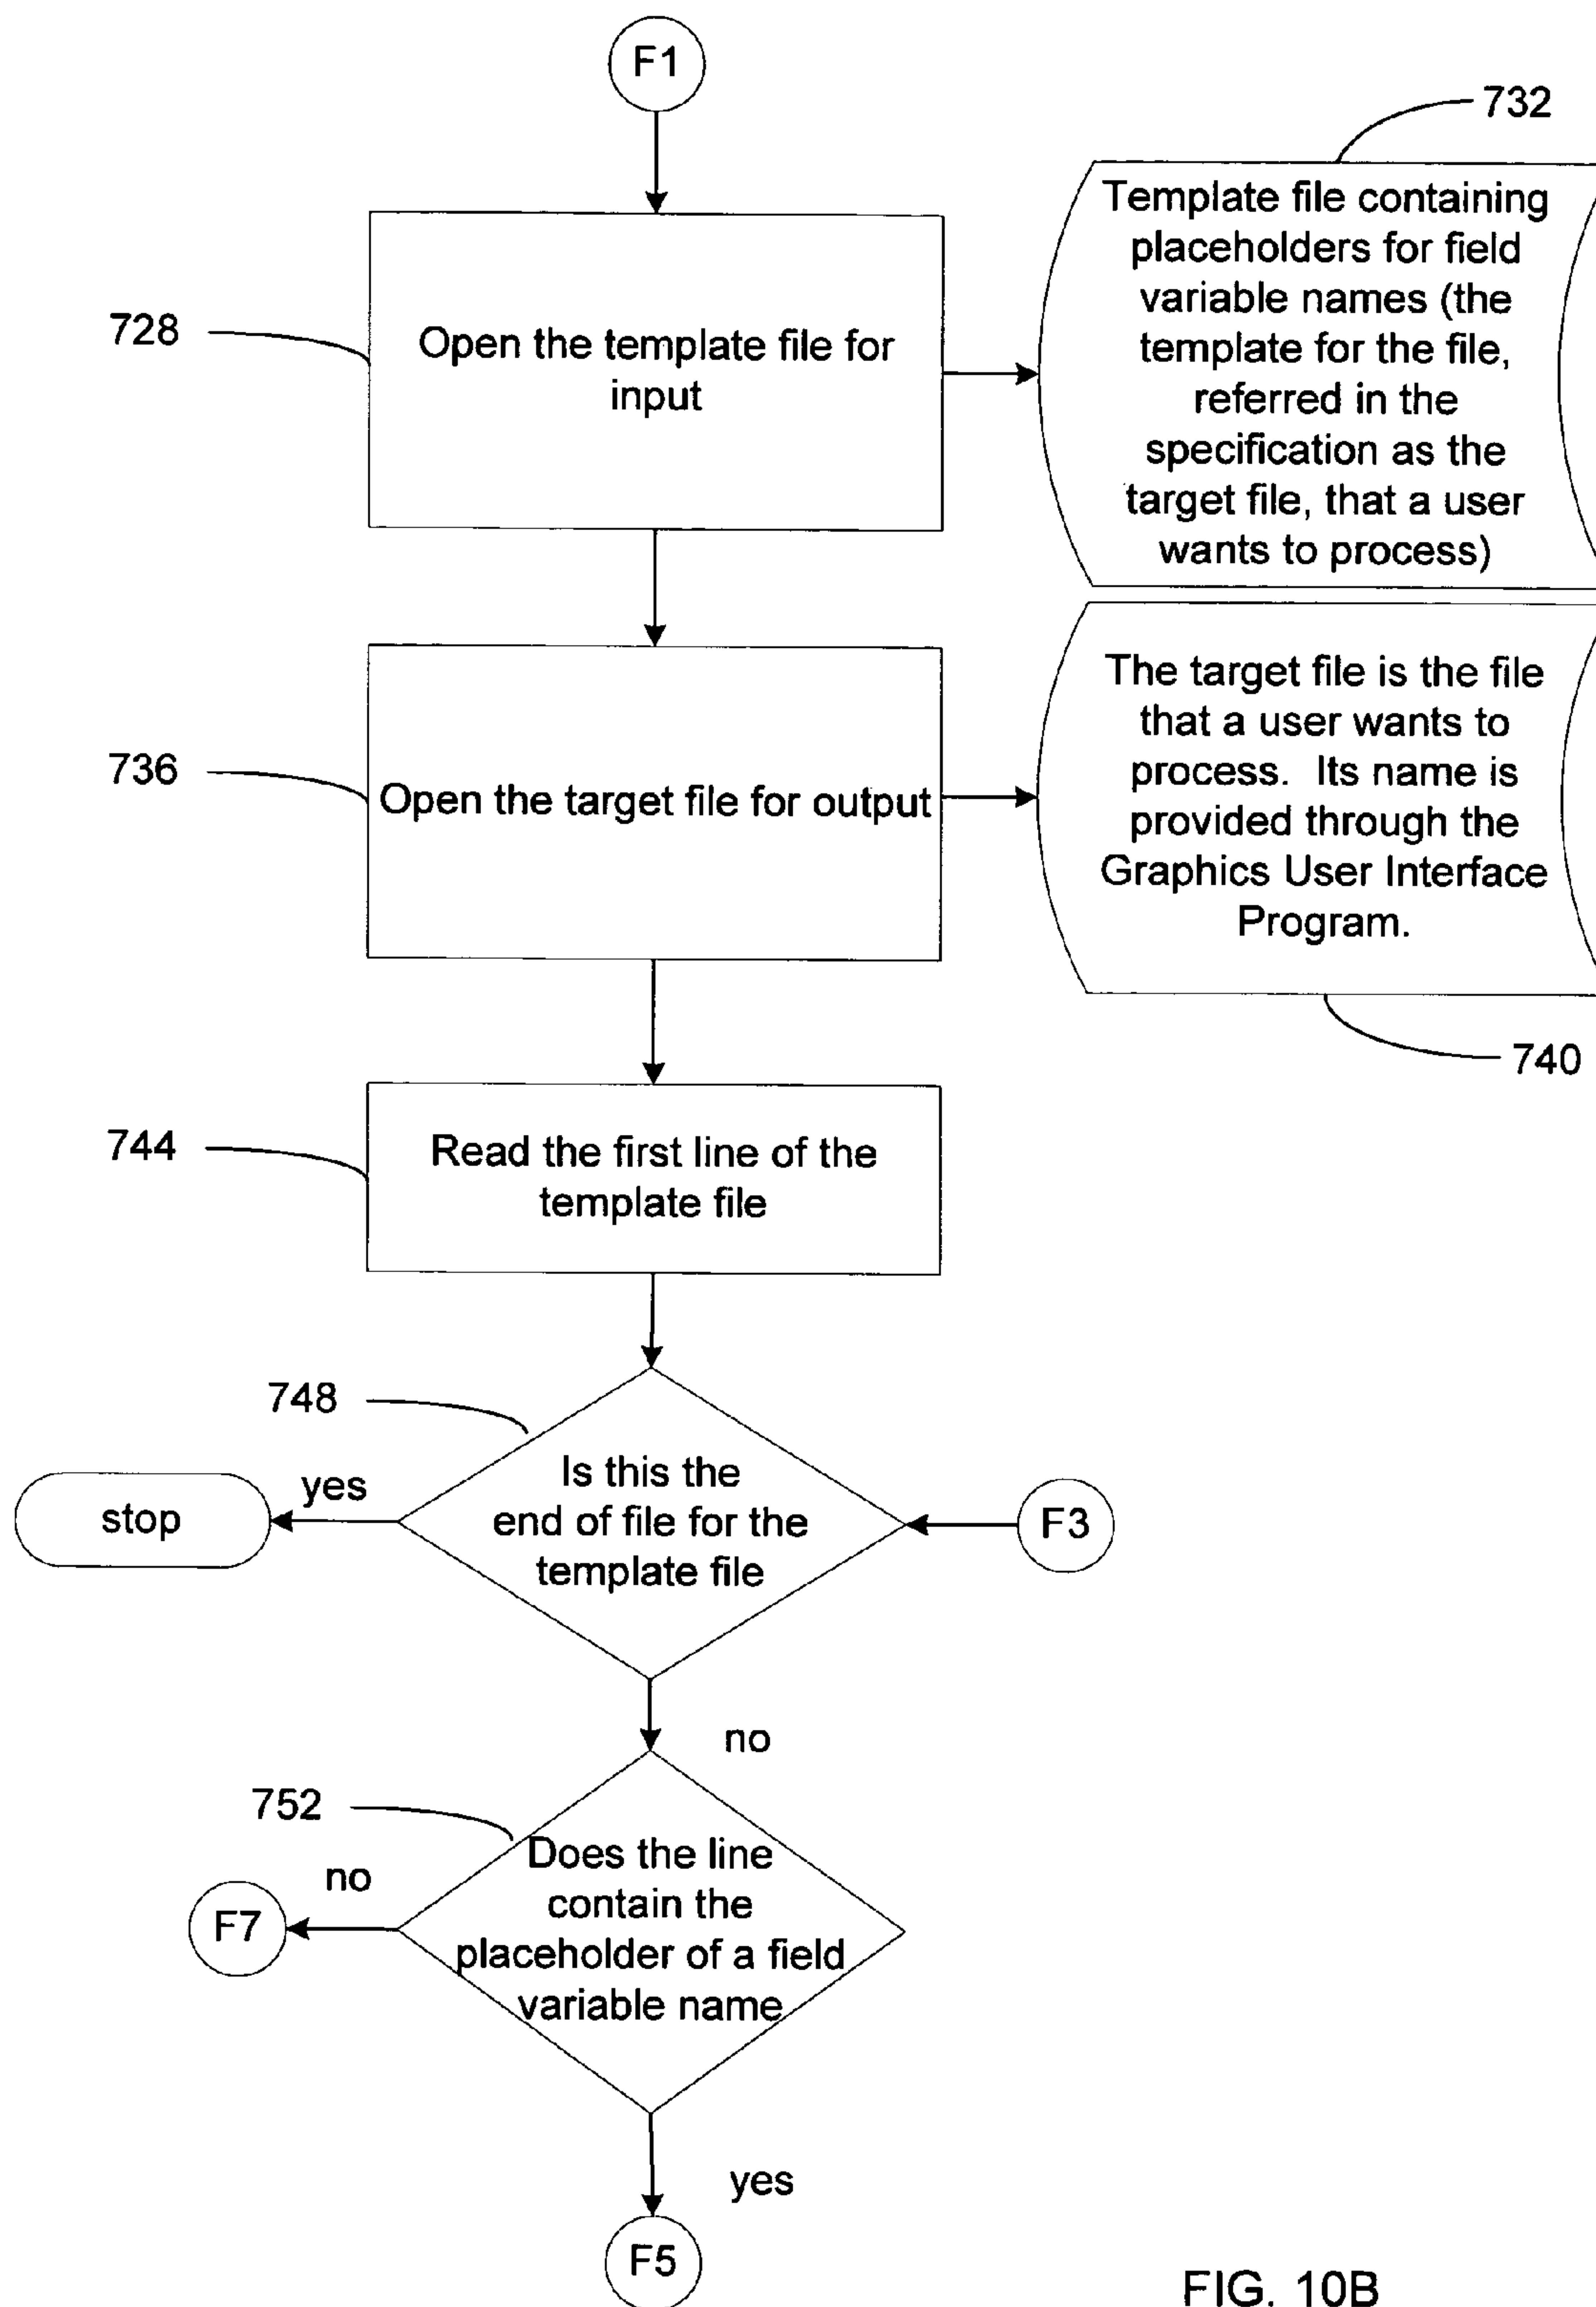 F1
732
Template file containing
placeholders for field
variable names (the
template for the file,
referred in the
specification as the
target file, that a user
wants to process)
728
Open the template file for
input
The target file is the file
that a user wants to
process. Its name is
provided through the
Graphics User Interface
Program.
736
Open the target file for output
740
744
Read the first line of the
template file
748
Is this the
end of file for the
template file
yes
stop
F3
no
752
Does the line
contain the
placeholder of a field
variable name
no
F7
yes
F5
FIG. 10B